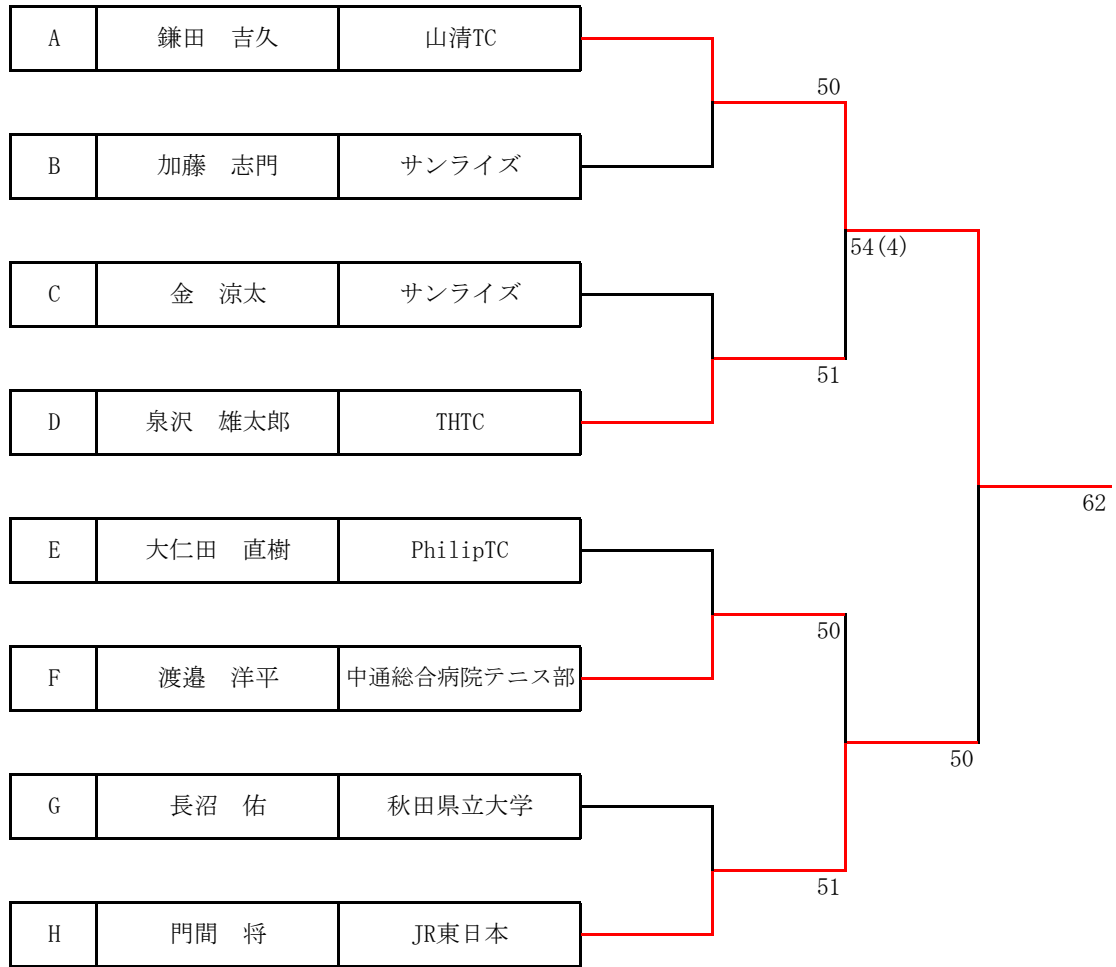 A 鎌田　吉久 山清TC
50
B 加藤　志門 サンライズ
54(4)
C 金　涼太 サンライズ
51
D 泉沢　雄太郎 THTC
62
E 大仁田　直樹 PhilipTC
50
F 渡邉　洋平 中通総合病院テニス部
50
G 長沼　佑 秋田県立大学
51
H 門間　将 JR東日本